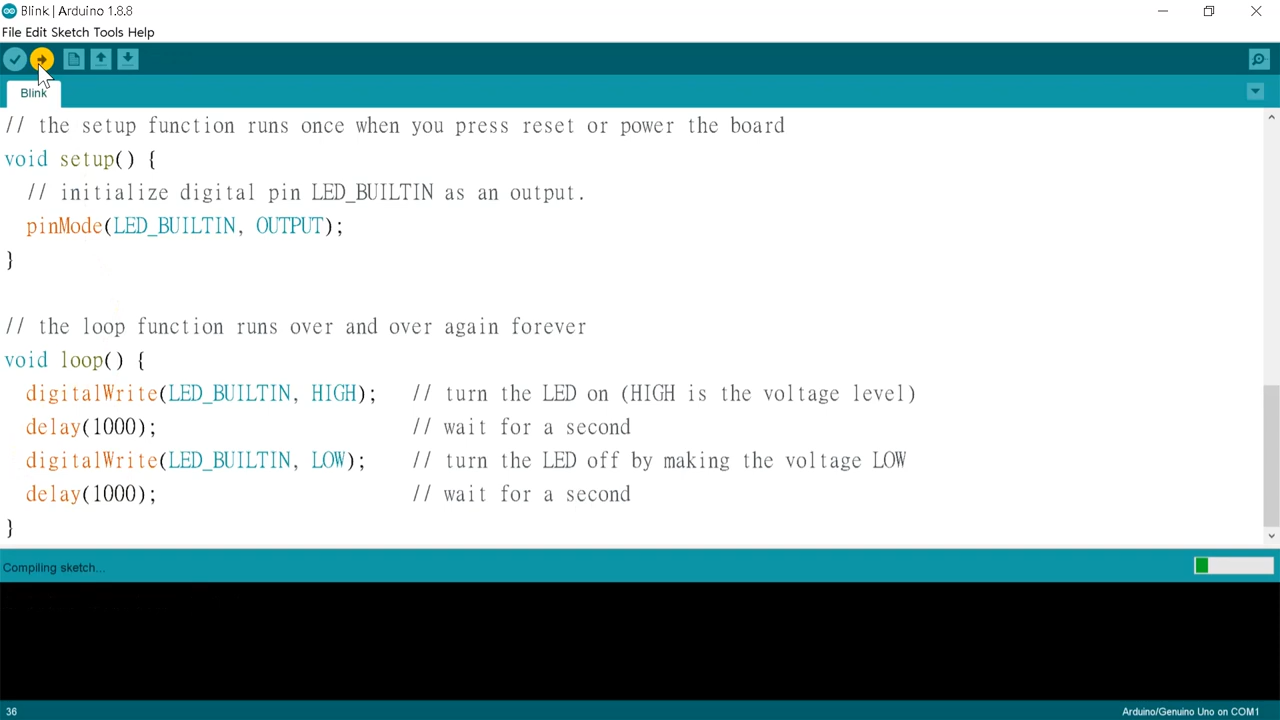 Blink | Arduino 1.8.8
File Edit Sketch Tools Help
Blink
// the setup function runs once when you press reset or power the board
void setup() {
  // initialize digital pin LED_BUILTIN as an output.
  pinMode(LED_BUILTIN, OUTPUT);
}
// the loop function runs over and over again forever
void loop() {
  digitalWrite(LED_BUILTIN, HIGH);   // turn the LED on (HIGH is the voltage level)
  delay(1000);                       // wait for a second
  digitalWrite(LED_BUILTIN, LOW);    // turn the LED off by making the voltage LOW
  delay(1000);                       // wait for a second
}
Compiling sketch...
36
Arduino/Genuino Uno on COM1